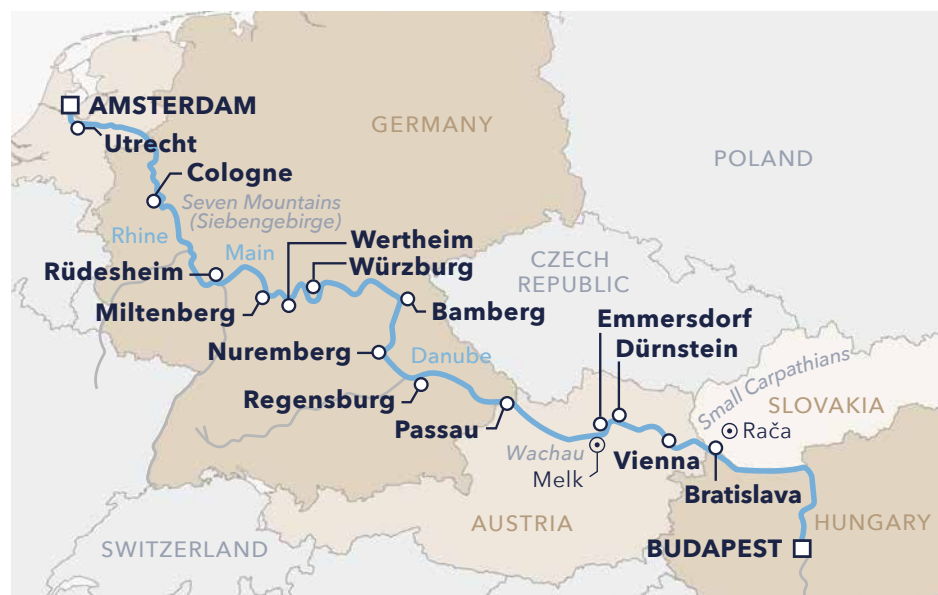 AMSTERDAM
GERMANY
Utrecht
POLAND
Cologne
Seven Mountains
(Siebengebirge)
Rhine
Main
Wertheim
Würzburg
Rüdesheim
CZECH
REPUBLIC
Miltenberg
Bamberg
Emmersdorf
Dürnstein
Nuremberg
Danube
Regensburg
Small Carpathians
SLOVAKIA
Passau
Rača
Wachau
Melk
Vienna
Bratislava
AUSTRIA
HUNGARY
SWITZERLAND
BUDAPEST